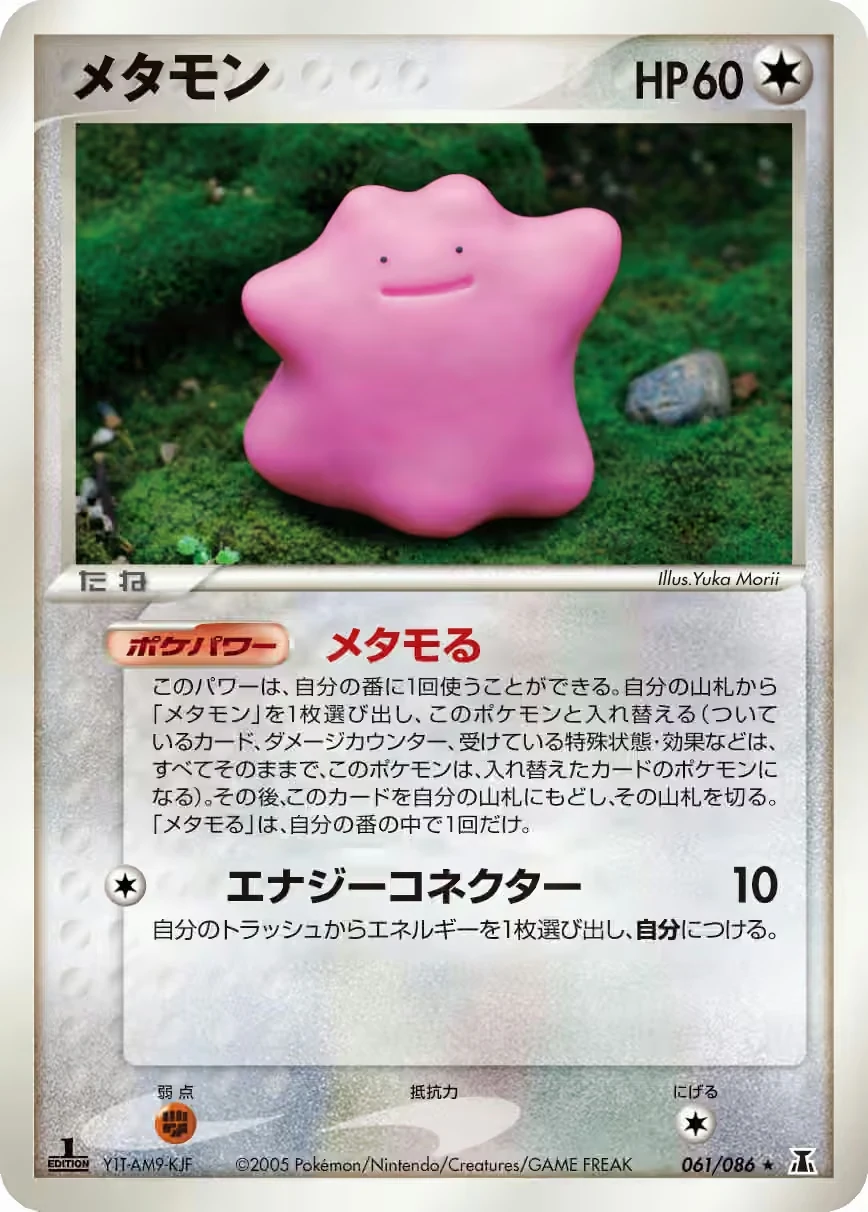 メタモン HP60
たね Illus.Yuka Morii
ポケパワー メタモる
このパワーは、自分の番に1回使うことができる。自分の山札から
「メタモン」を1枚選び出し、このポケモンと入れ替える(ついて
いるカード、ダメージカウンター、受けている特殊状態・効果などは、
すべてそのままで、このポケモンは、入れ替えたカードのポケモンに
なる)。その後、このカードを自分の山札にもどし、その山札を切る。
「メタモる」は、自分の番の中で1回だけ。
エナジーコネクター 10
自分のトラッシュからエネルギーを1枚選び出し、自分につける。
弱点 抵抗力 にげる
1 EDITION Y1T-AM9-KJF ©2005 Pokémon/Nintendo/Creatures/GAME FREAK 061/086 ★